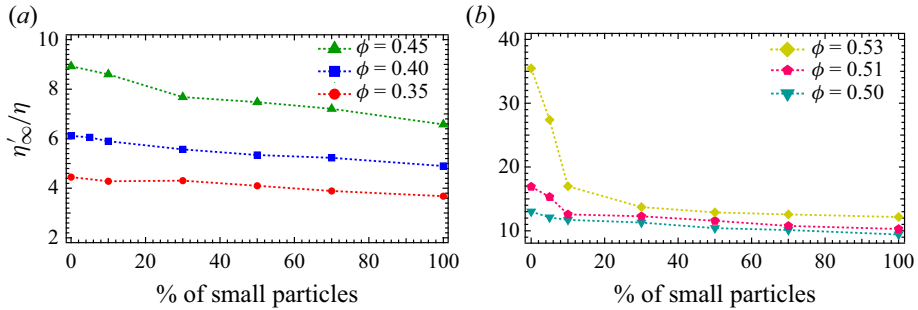 (a)
10
8
6
4
2
η′∞/η
ϕ = 0.45
ϕ = 0.40
ϕ = 0.35
0 20 40 60 80 100
% of small particles
(b)
40
30
20
10
ϕ = 0.53
ϕ = 0.51
ϕ = 0.50
0 20 40 60 80 100
% of small particles